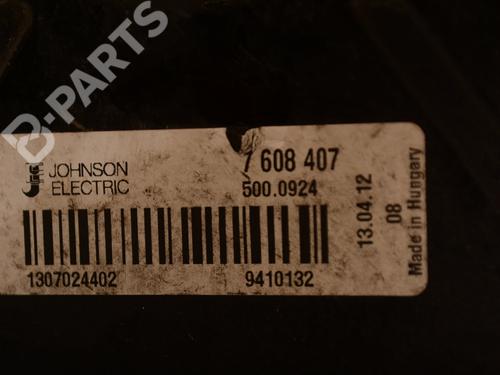 B-PARTS
JOHNSON
ELECTRIC
7 608 407
500.0924
1307024402
9410132
13.04.12
08
Made in Hungary